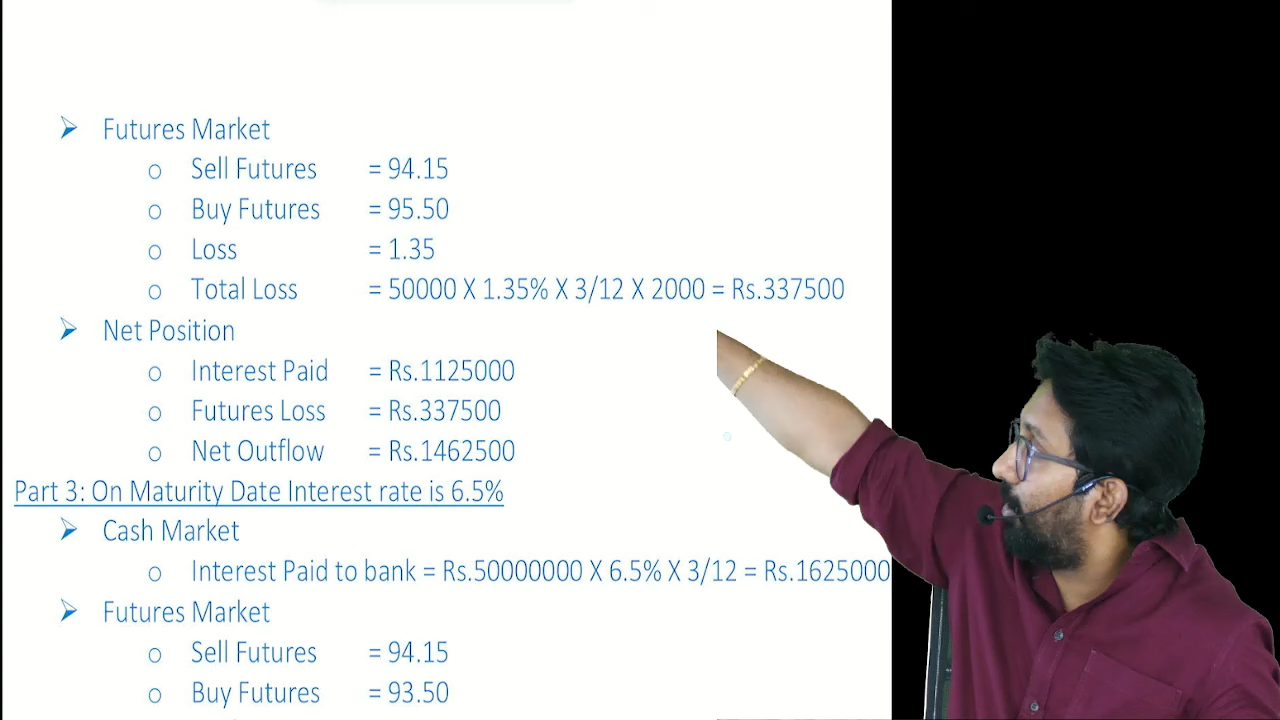 Futures Market
Sell Futures = 94.15
Buy Futures = 95.50
Loss = 1.35
Total Loss = 50000 X 1.35% X 3/12 X 2000 = Rs.337500
Net Position
Interest Paid = Rs.1125000
Futures Loss = Rs.337500
Net Outflow = Rs.1462500
Part 3: On Maturity Date Interest rate is 6.5%
Cash Market
Interest Paid to bank = Rs.50000000 X 6.5% X 3/12 = Rs.1625000
Futures Market
Sell Futures = 94.15
Buy Futures = 93.50